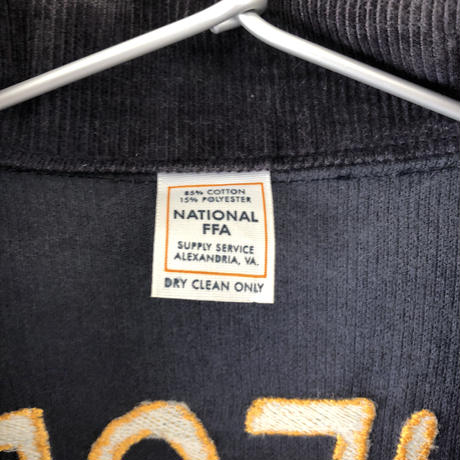 85% COTTON
15% POLYESTER
NATIONAL
FFA
SUPPLY SERVICE
ALEXANDRIA, VA.
DRY CLEAN ONLY